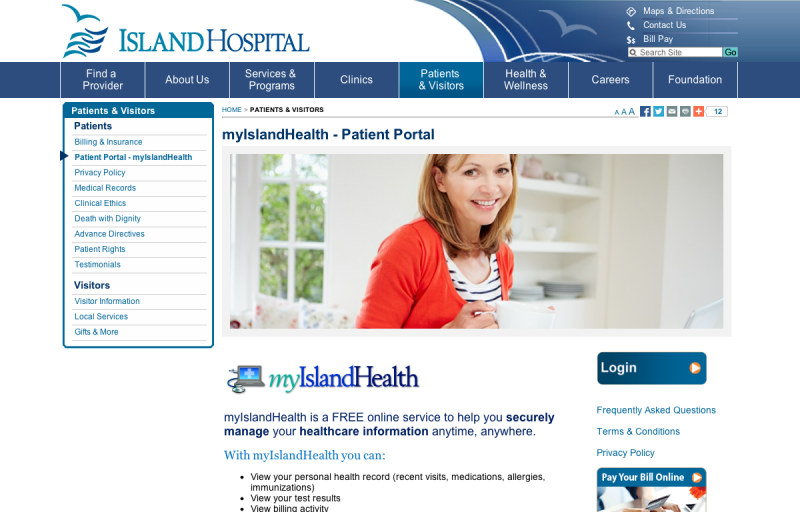 ISLAND HOSPITAL
Maps & Directions
Contact Us
$s Bill Pay
Search Site Go
Find a
Provider
About Us
Services &
Programs
Clinics
Patients
& Visitors
Health &
Wellness
Careers
Foundation
Patients & Visitors
Patients
Billing & Insurance
Patient Portal - myIslandHealth
Privacy Policy
Medical Records
Clinical Ethics
Death with Dignity
Advance Directives
Patient Rights
Testimonials
Visitors
Visitor Information
Local Services
Gifts & More
HOME > PATIENTS & VISITORS
A A A
12
myIslandHealth - Patient Portal
myIslandHealth
myIslandHealth is a FREE online service to help you securely
manage your healthcare information anytime, anywhere.
With myIslandHealth you can:
• View your personal health record (recent visits, medications, allergies,
immunizations)
• View your test results
• View billing activity
Login
Frequently Asked Questions
Terms & Conditions
Privacy Policy
Pay Your Bill Online